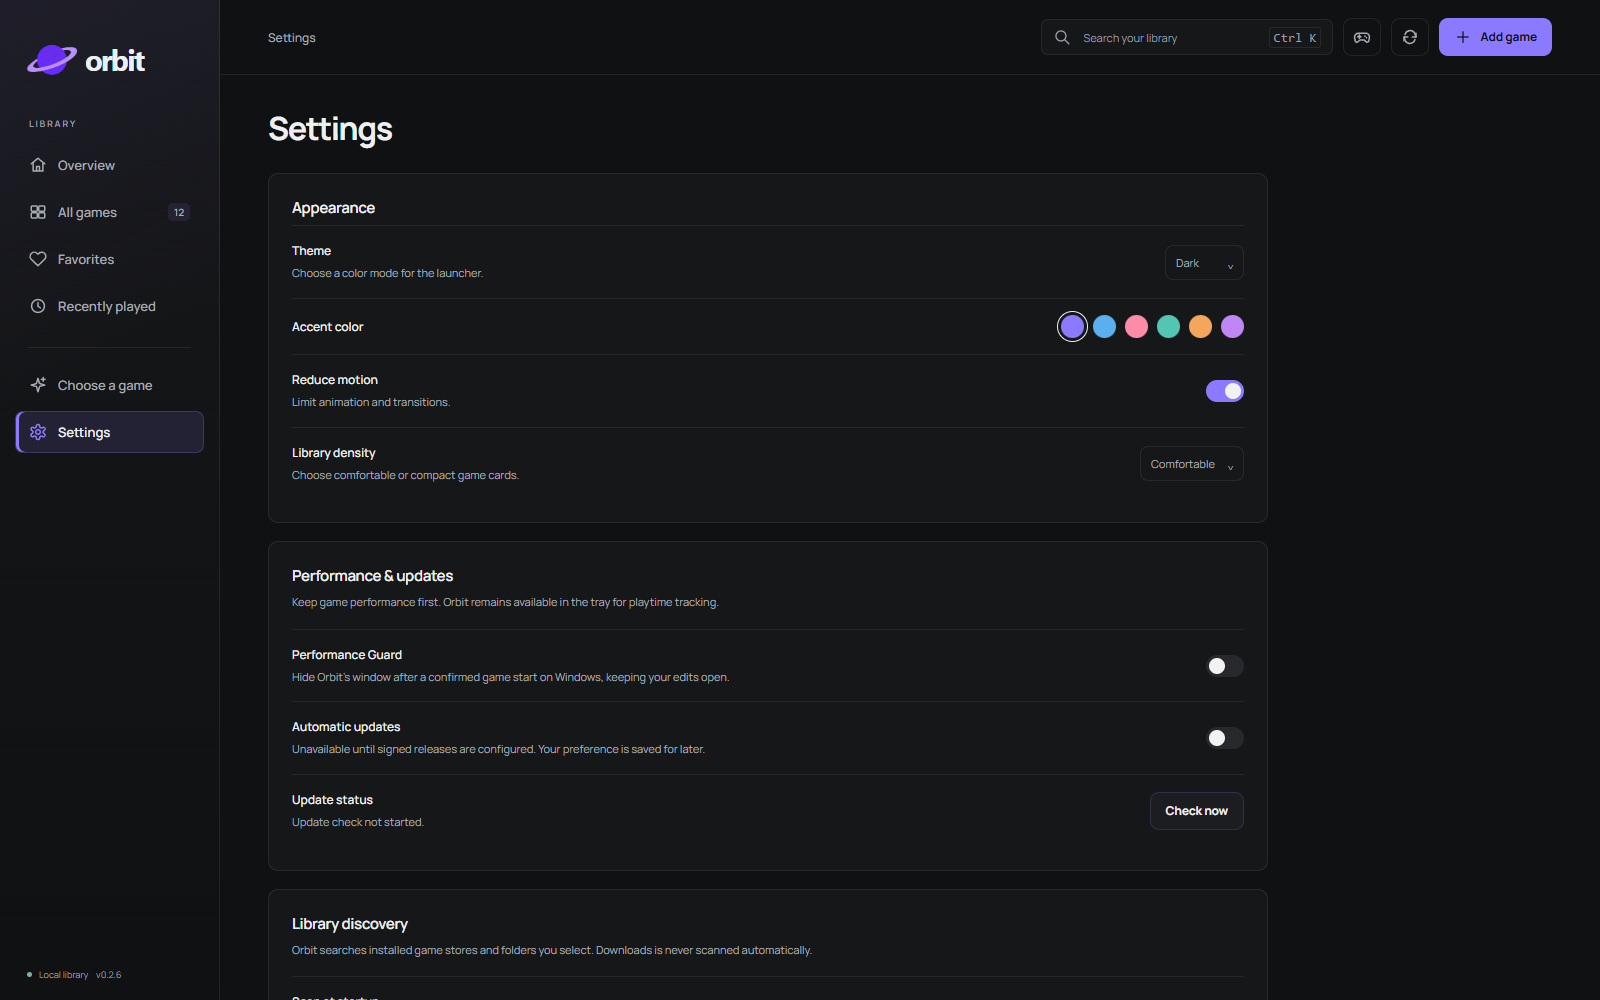 orbit
LIBRARY
Overview
All games 12
Favorites
Recently played
Choose a game
Settings
Local library v0.2.6
Settings
Search your library Ctrl K
Add game
Settings
Appearance
Theme
Choose a color mode for the launcher.
Dark
Accent color
Reduce motion
Limit animation and transitions.
Library density
Choose comfortable or compact game cards.
Comfortable
Performance & updates
Keep game performance first. Orbit remains available in the tray for playtime tracking.
Performance Guard
Hide Orbit's window after a confirmed game start on Windows, keeping your edits open.
Automatic updates
Unavailable until signed releases are configured. Your preference is saved for later.
Update status
Update check not started.
Check now
Library discovery
Orbit searches installed game stores and folders you select. Downloads is never scanned automatically.